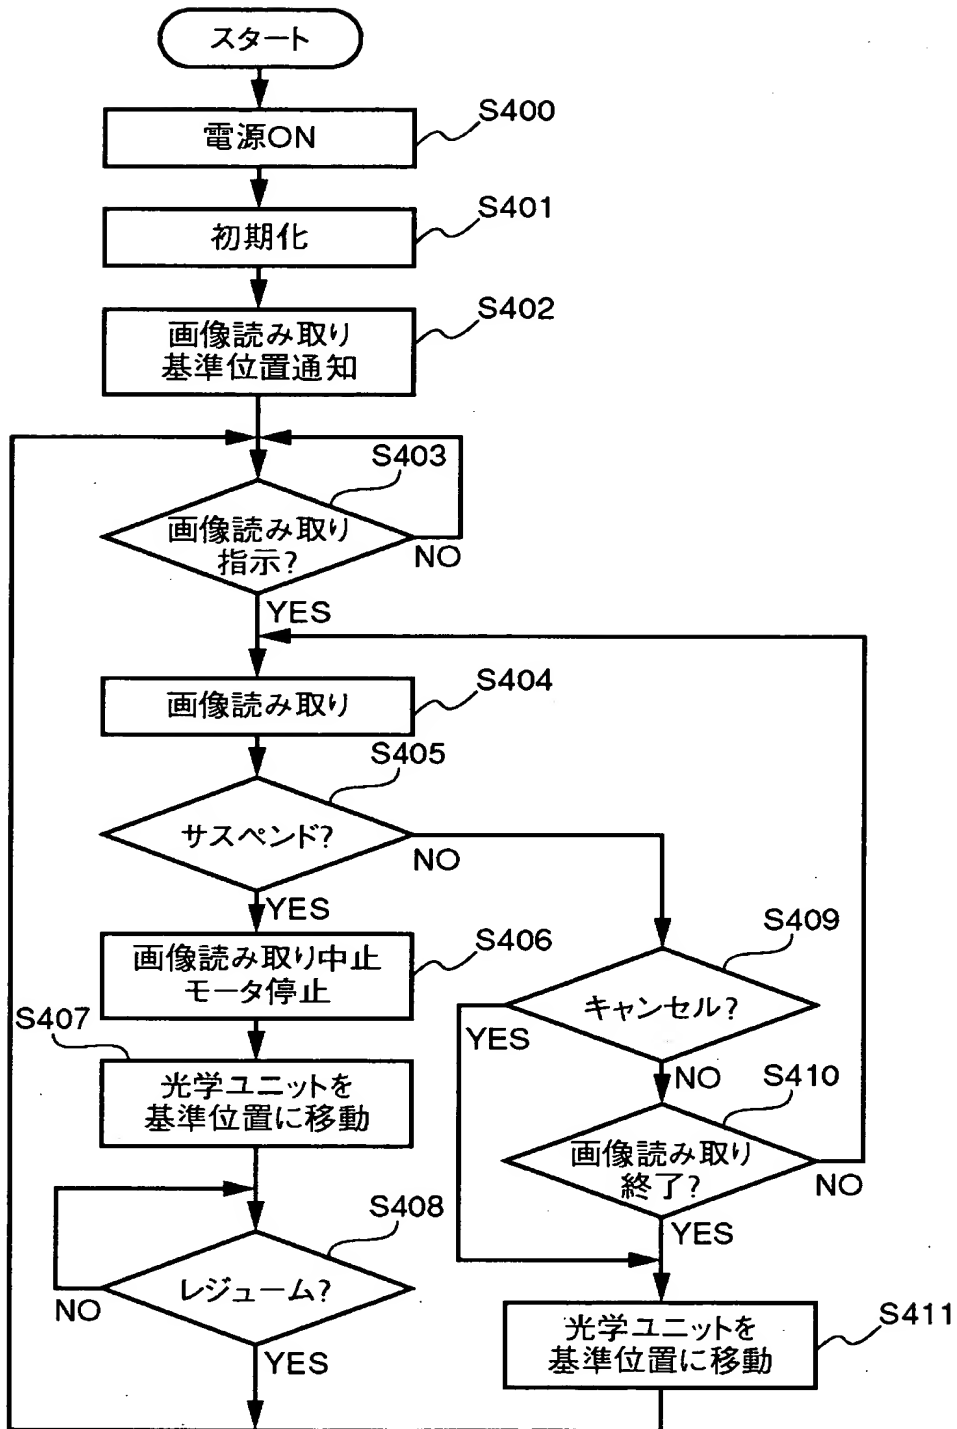 スタート
電源ON
S400
初期化
S401
画像読み取り
基準位置通知
S402
S403
画像読み取り
指示?
NO
YES
画像読み取り
S404
S405
サスペンド?
NO
YES
画像読み取り中止
モータ停止
S406
S409
キャンセル?
YES
NO
S407
光学ユニットを
基準位置に移動
S410
画像読み取り
終了?
NO
YES
S408
レジューム?
NO
YES
光学ユニットを
基準位置に移動
S411